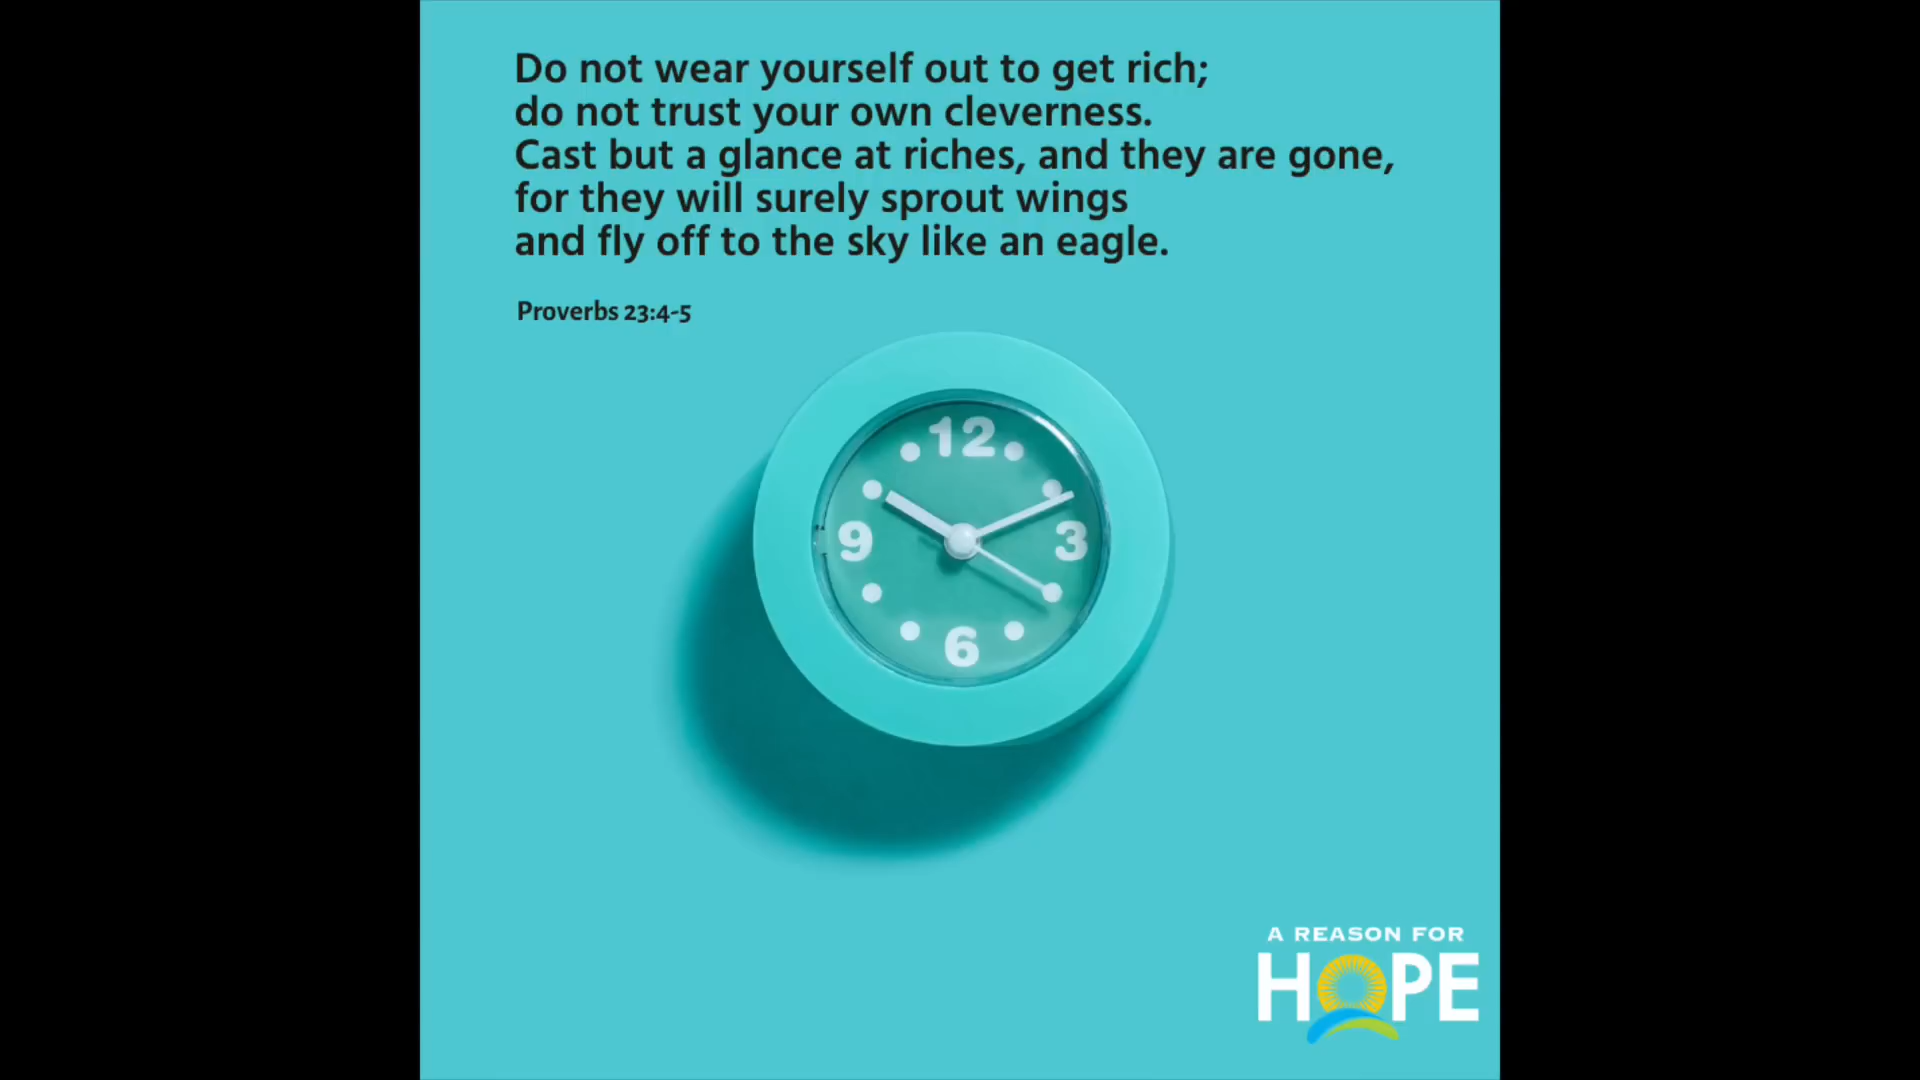 Do not wear yourself out to get rich;
do not trust your own cleverness.
Cast but a glance at riches, and they are gone,
for they will surely sprout wings
and fly off to the sky like an eagle.
Proverbs 23:4-5
12
9
3
6
A REASON FOR
HOPE